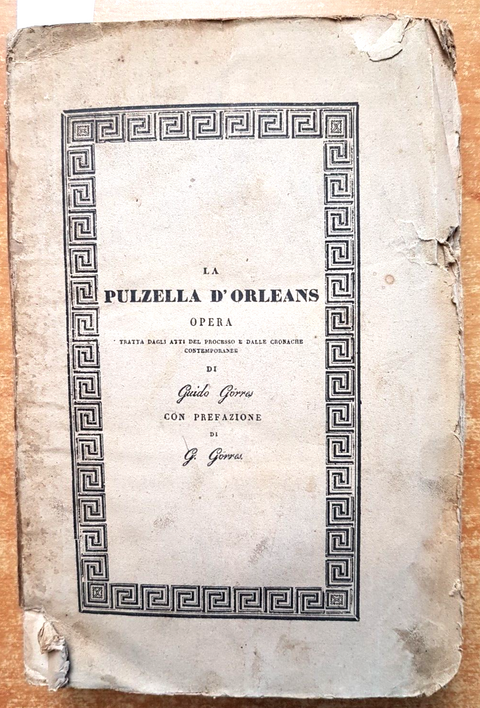 LA
PULZELLA D' ORLEANS
OPERA
TRATTA DAGLI ATTI DEL PROCESSO E DALLE CRONACHE
CONTEMPORANEE
DI
Guido Görres
CON PREFAZIONE
DI
G. Görres.